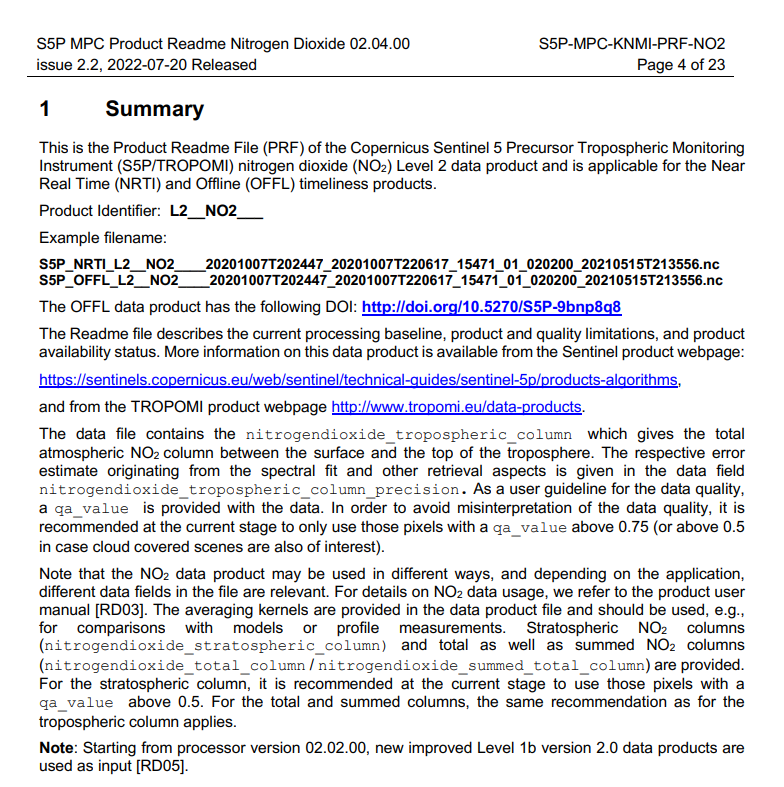 S5P MPC Product Readme Nitrogen Dioxide 02.04.00 S5P-MPC-KNMI-PRF-NO2
issue 2.2, 2022-07-20 Released Page 4 of 23
1 Summary
This is the Product Readme File (PRF) of the Copernicus Sentinel 5 Precursor Tropospheric Monitoring
Instrument (S5P/TROPOMI) nitrogen dioxide (NO₂) Level 2 data product and is applicable for the Near
Real Time (NRTI) and Offline (OFFL) timeliness products.
Product Identifier: L2__NO2___
Example filename:
S5P_NRTI_L2__NO2____20201007T202447_20201007T220617_15471_01_020200_20210515T213556.nc
S5P_OFFL_L2__NO2____20201007T202447_20201007T220617_15471_01_020200_20210515T213556.nc
The OFFL data product has the following DOI: http://doi.org/10.5270/S5P-9bnp8q8
The Readme file describes the current processing baseline, product and quality limitations, and product
availability status. More information on this data product is available from the Sentinel product webpage:
https://sentinels.copernicus.eu/web/sentinel/technical-guides/sentinel-5p/products-algorithms,
and from the TROPOMI product webpage http://www.tropomi.eu/data-products.
The data file contains the nitrogendioxide_tropospheric_column which gives the total
atmospheric NO₂ column between the surface and the top of the troposphere. The respective error
estimate originating from the spectral fit and other retrieval aspects is given in the data field
nitrogendioxide_tropospheric_column_precision. As a user guideline for the data quality,
a qa_value is provided with the data. In order to avoid misinterpretation of the data quality, it is
recommended at the current stage to only use those pixels with a qa_value above 0.75 (or above 0.5
in case cloud covered scenes are also of interest).
Note that the NO₂ data product may be used in different ways, and depending on the application,
different data fields in the file are relevant. For details on NO₂ data usage, we refer to the product user
manual [RD03]. The averaging kernels are provided in the data product file and should be used, e.g.,
for comparisons with models or profile measurements. Stratospheric NO₂ columns
(nitrogendioxide_stratospheric_column) and total as well as summed NO₂ columns
(nitrogendioxide_total_column / nitrogendioxide_summed_total_column) are provided.
For the stratospheric column, it is recommended at the current stage to use those pixels with a
qa_value above 0.5. For the total and summed columns, the same recommendation as for the
tropospheric column applies.
Note: Starting from processor version 02.02.00, new improved Level 1b version 2.0 data products are
used as input [RD05].